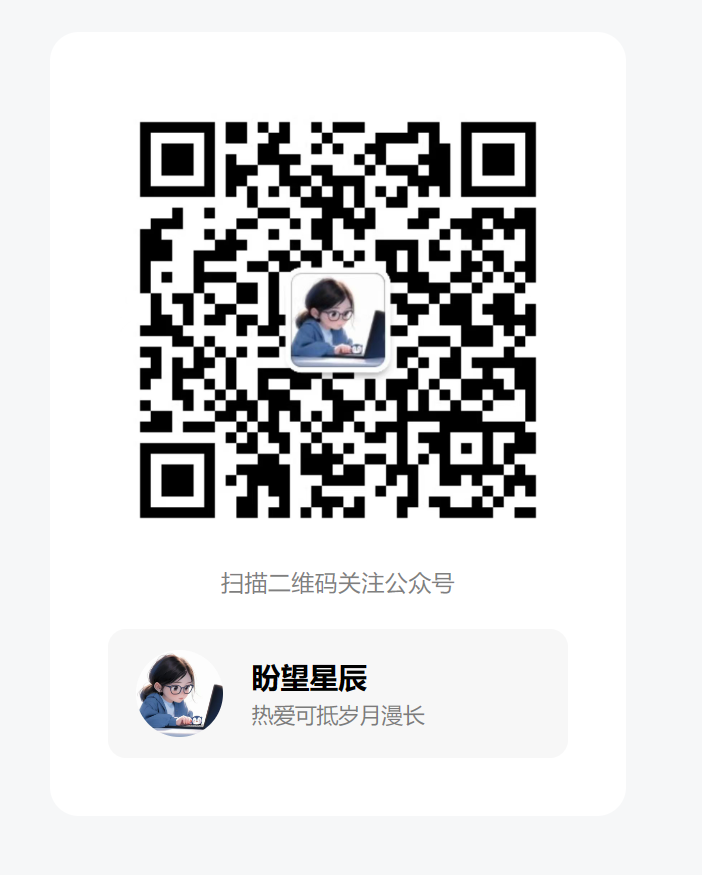 扫描二维码关注公众号
盼望星辰
热爱可抵岁月漫长